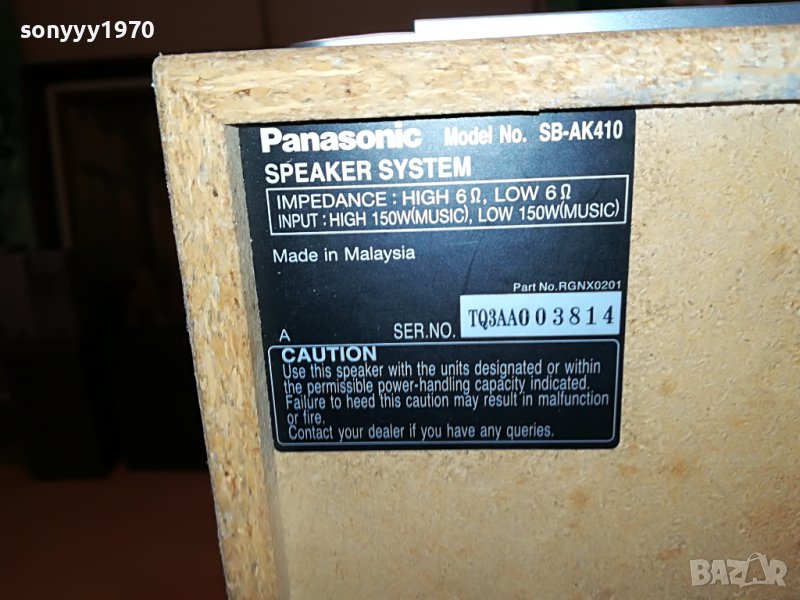 sonyyy1970
Panasonic Model No. SB-AK410
SPEAKER SYSTEM
IMPEDANCE : HIGH 6Ω, LOW 6Ω
INPUT : HIGH 150W(MUSIC), LOW 150W(MUSIC)
Made in Malaysia
Part No.RGNX0201
A SER.NO. TQ3AA003814
CAUTION
Use this speaker with the units designated or within
the permissible power-handling capacity indicated.
Failure to heed this caution may result in malfunction
or fire.
Contact your dealer if you have any queries.
BAZAR